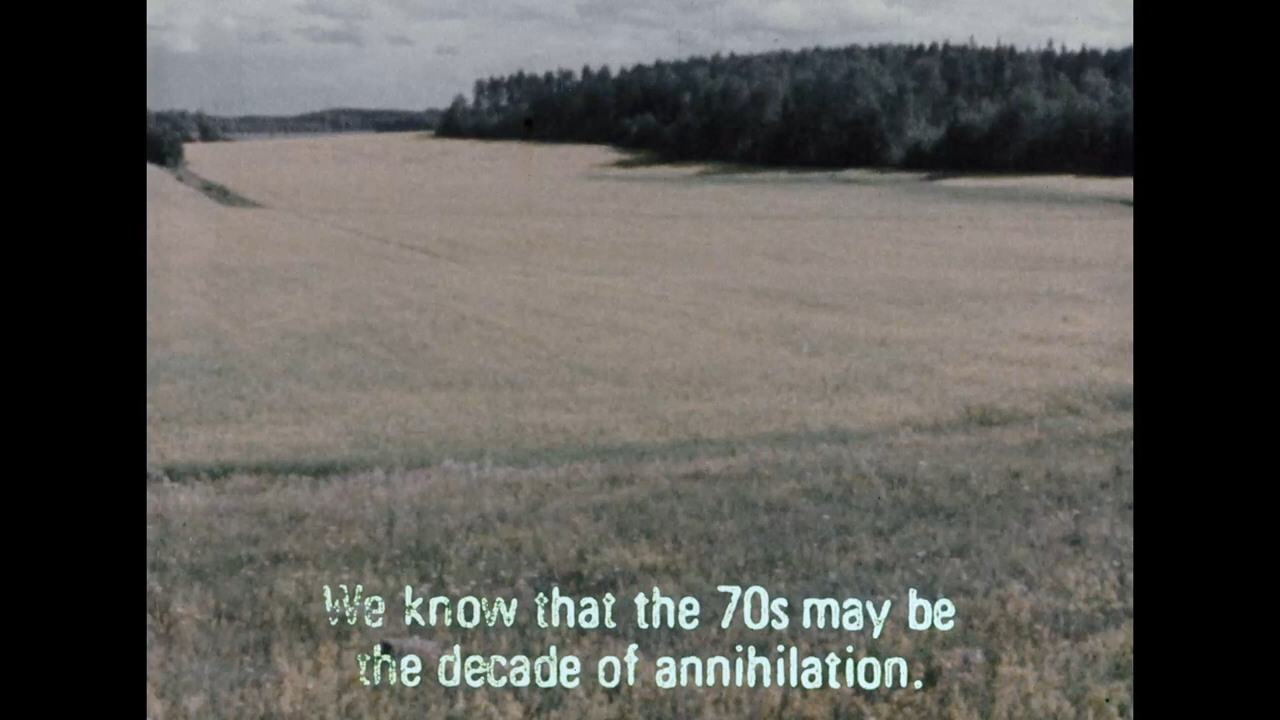 We know that the 70s may be
the decade of annihilation.